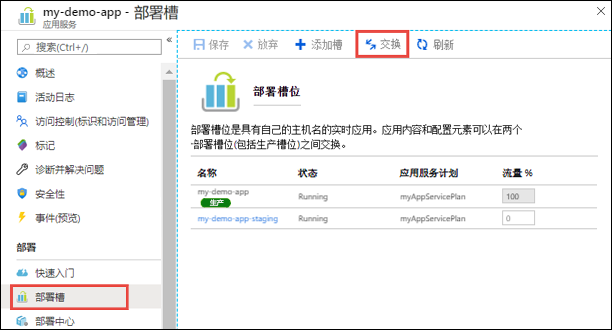 my-demo-app - 部署槽
应用服务
搜索(Ctrl+/)
«
概述
活动日志
访问控制(标识和访问管理)
标记
诊断并解决问题
安全性
事件(预览)
部署
快速入门
部署槽
部署中心
保存 放弃 添加槽 交换 刷新
部署槽位
部署槽位是具有自己的主机名的实时应用。应用内容和配置元素可以在两个
部署槽位(包括生产槽位)之间交换。
名称 状态 应用服务计划 流量 %
my-demo-app Running myAppServicePlan 100
生产
my-demo-app-staging Running myAppServicePlan 0